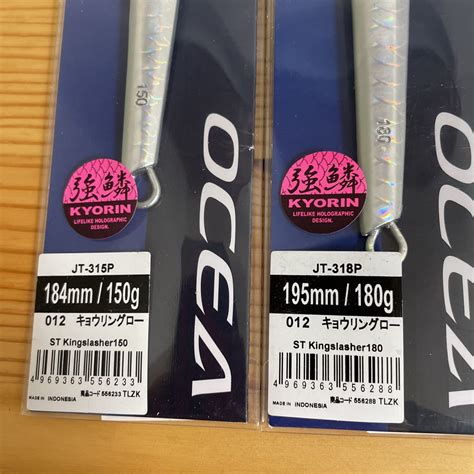 150
OCEA
強鱗
KYORIN
LIFELIKE HOLOGRAPHIC
DESIGN.
JT-315P
184mm / 150g
012 キョウリングロー
ST Kingslasher150
4 969363 556233
MADE IN INDONESIA
商品コード 556233 TLZK
180
OCEA
強鱗
KYORIN
LIFELIKE HOLOGRAPHIC
DESIGN.
JT-318P
195mm / 180g
012 キョウリングロー
ST Kingslasher180
4 969363 556288
MADE IN INDONESIA
商品コード 556288 TLZK